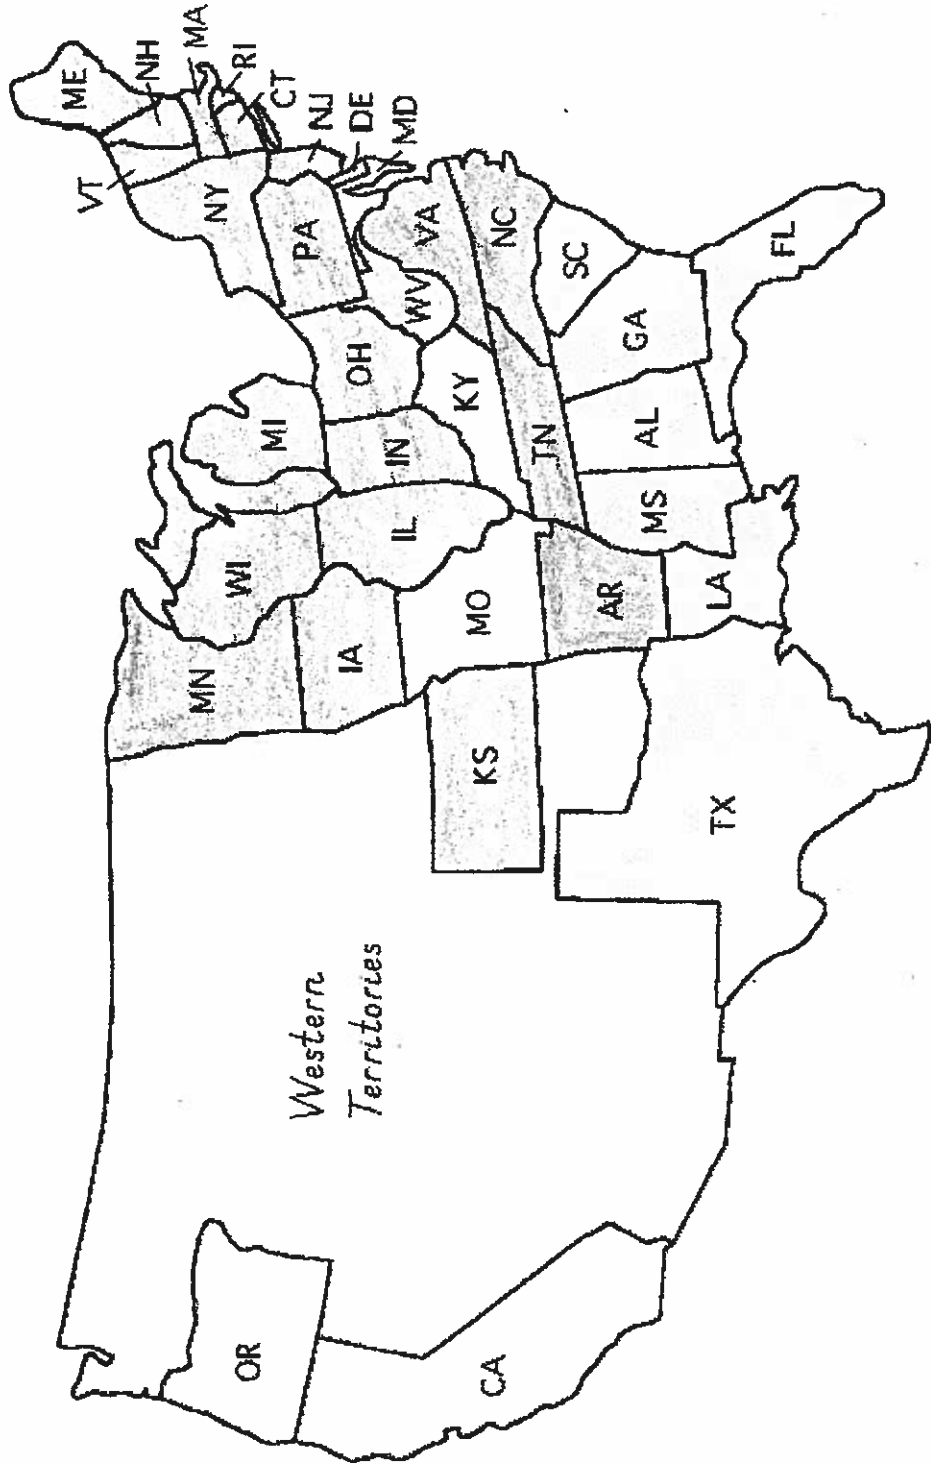 ME
NH
MA
RI
CT
NJ
DE
MD
VT
NY
PA
VA
WV
NC
SC
GA
FL
OH
MI
IN
KY
TN
AL
MS
WI
IL
MN
IA
MO
AR
LA
KS
TX
Western
Territories
OR
CA